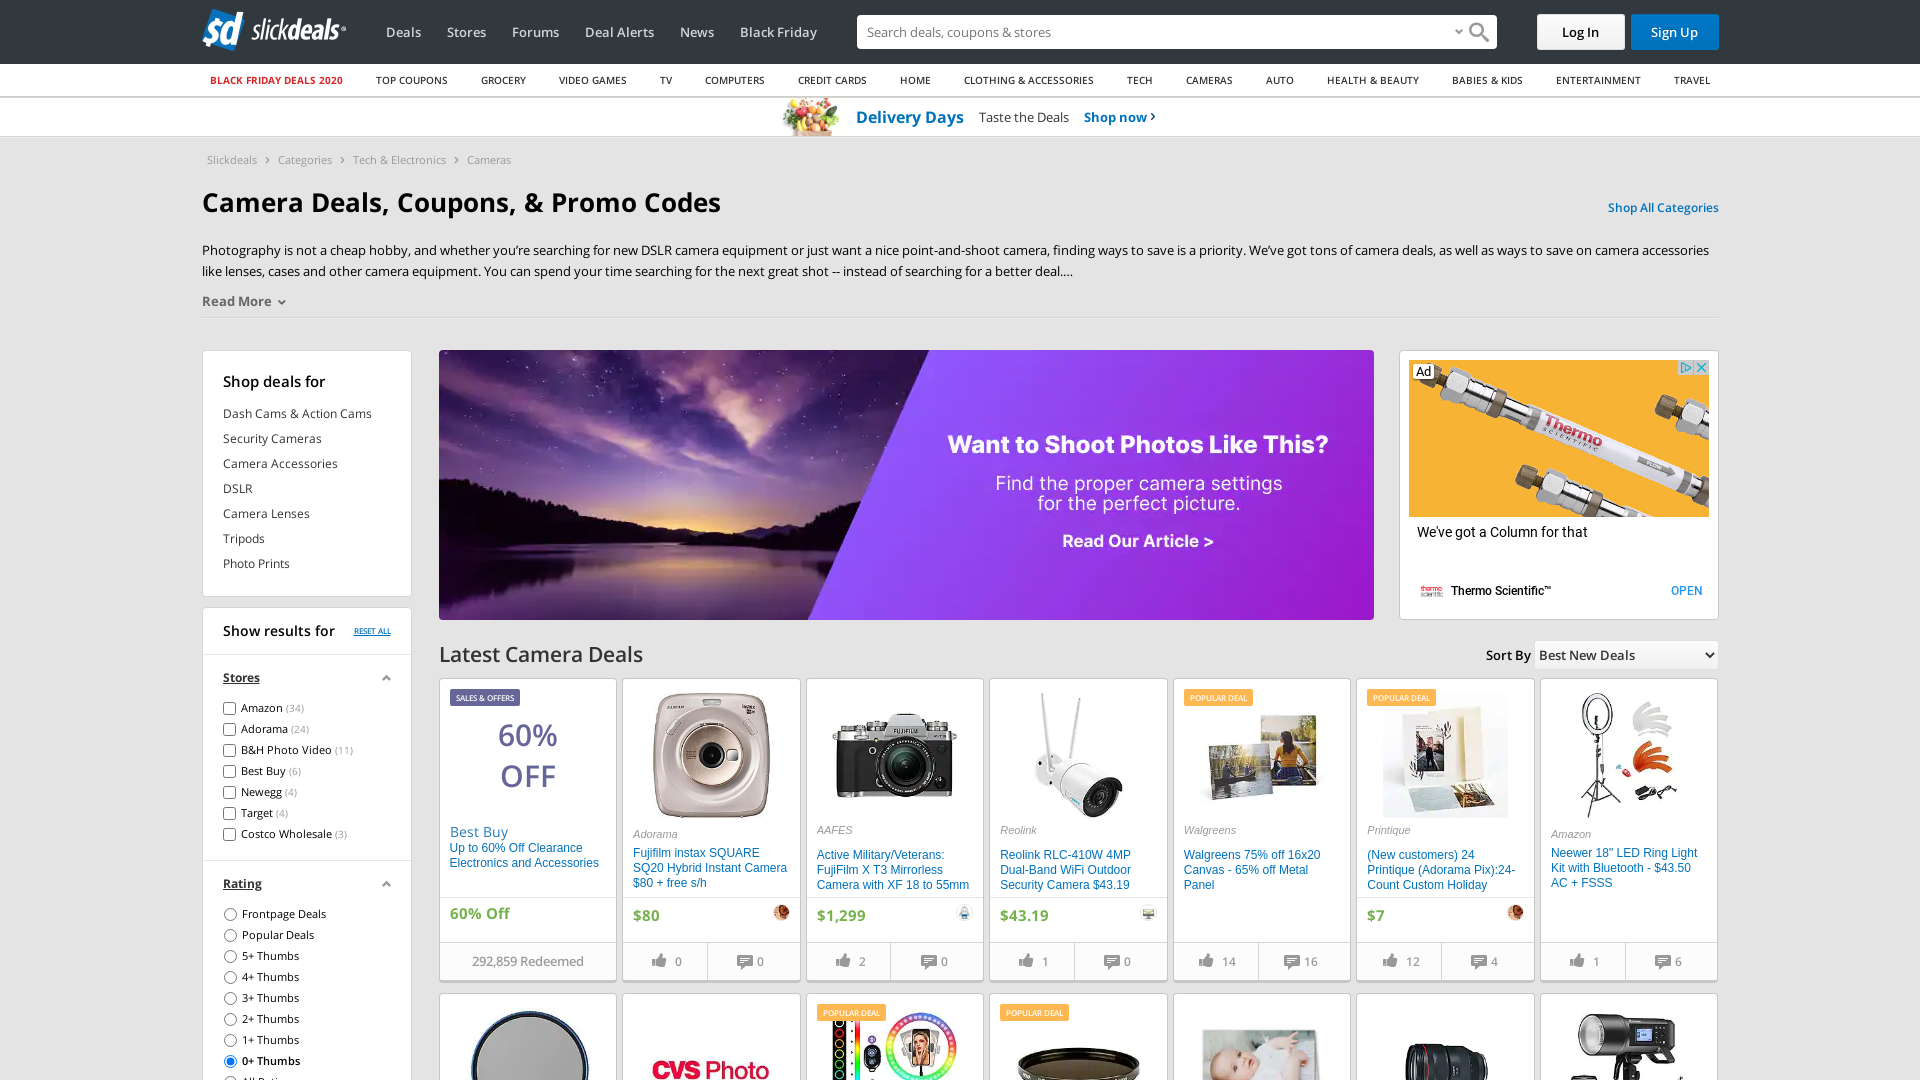 slickdeals
Deals
Stores
Forums
Deal Alerts
News
Black Friday
Search deals, coupons & stores
Log In
Sign Up
BLACK FRIDAY DEALS 2020
TOP COUPONS
GROCERY
VIDEO GAMES
TV
COMPUTERS
CREDIT CARDS
HOME
CLOTHING & ACCESSORIES
TECH
CAMERAS
AUTO
HEALTH & BEAUTY
BABIES & KIDS
ENTERTAINMENT
TRAVEL
Delivery Days Taste the Deals Shop now
Slickdeals > Categories > Tech & Electronics > Cameras
Camera Deals, Coupons, & Promo Codes
Shop All Categories
Photography is not a cheap hobby, and whether you’re searching for new DSLR camera equipment or just want a nice point-and-shoot camera, finding ways to save is a priority. We’ve got tons of camera deals, as well as ways to save on camera accessories
like lenses, cases and other camera equipment. You can spend your time searching for the next great shot -- instead of searching for a better deal....
Read More
Shop deals for
Dash Cams & Action Cams
Security Cameras
Camera Accessories
DSLR
Camera Lenses
Tripods
Photo Prints
Show results for
RESET ALL
Stores
Amazon (34)
Adorama (24)
B&H Photo Video (11)
Best Buy (6)
Newegg (4)
Target (4)
Costco Wholesale (3)
Rating
Frontpage Deals
Popular Deals
5+ Thumbs
4+ Thumbs
3+ Thumbs
2+ Thumbs
1+ Thumbs
0+ Thumbs
Want to Shoot Photos Like This?
Find the proper camera settings
for the perfect picture.
Read Our Article >
Ad
Thermo
SCIENTIFIC
FLOW
We've got a Column for that
thermo
scientific
Thermo Scientific™
OPEN
Latest Camera Deals
Sort By
Best New Deals
SALES & OFFERS
60%
OFF
Best Buy
Up to 60% Off Clearance
Electronics and Accessories
60% Off
292,859 Redeemed
Adorama
Fujifilm instax SQUARE
SQ20 Hybrid Instant Camera
$80 + free s/h
$80
0
0
FUJIFILM
AAFES
Active Military/Veterans:
FujiFilm X T3 Mirrorless
Camera with XF 18 to 55mm
$1,299
2
0
Reolink
Reolink RLC-410W 4MP
Dual-Band WiFi Outdoor
Security Camera $43.19
$43.19
1
0
POPULAR DEAL
Walgreens
Walgreens 75% off 16x20
Canvas - 65% off Metal
Panel
14
16
POPULAR DEAL
Printique
(New customers) 24
Printique (Adorama Pix):24-
Count Custom Holiday
$7
12
4
Amazon
Neewer 18" LED Ring Light
Kit with Bluetooth - $43.50
AC + FSSS
1
6
CVS Photo
POPULAR DEAL
POPULAR DEAL